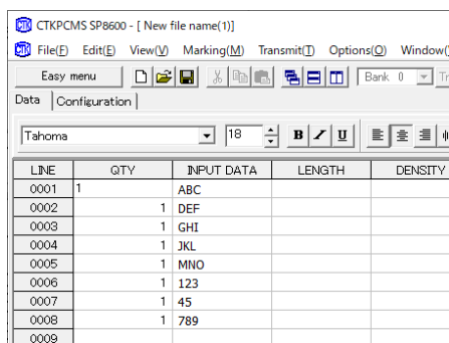 CTKPCMS SP8600 - [ New file name(1)]
File(F) Edit(E) View(V) Marking(M) Transmit(T) Options(O) Window(
Easy menu Bank 0 Tr
Data Configuration
Tahoma 18 B I U
LINE QTY INPUT DATA LENGTH DENSITY
0001 1 ABC
0002 1 DEF
0003 1 GHI
0004 1 JKL
0005 1 MNO
0006 1 123
0007 1 45
0008 1 789
0009